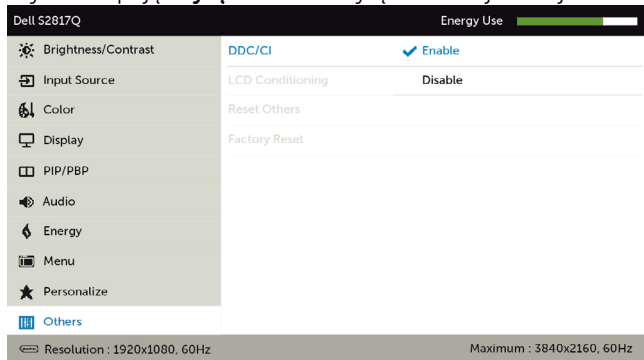 Dell S2817Q Energy Use
Brightness/Contrast DDC/CI Enable
Input Source LCD Conditioning Disable
Color Reset Others
Display Factory Reset
PIP/PBP
Audio
Energy
Menu
Personalize
Others
Resolution : 1920x1080, 60Hz Maximum : 3840x2160, 60Hz